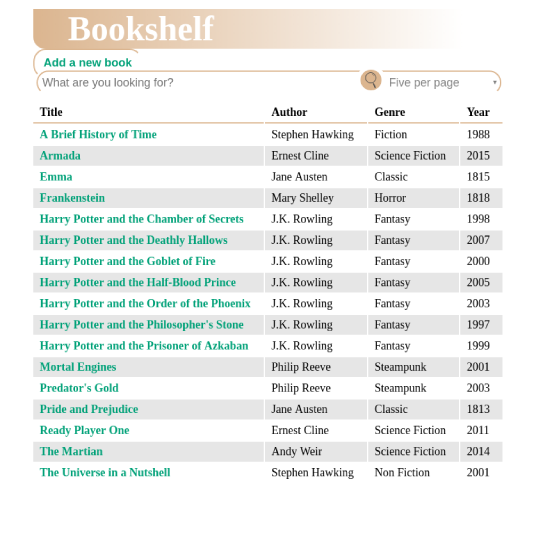 Bookshelf
Add a new book
What are you looking for? Five per page
Title Author Genre Year
A Brief History of Time Stephen Hawking Fiction 1988
Armada Ernest Cline Science Fiction 2015
Emma Jane Austen Classic 1815
Frankenstein Mary Shelley Horror 1818
Harry Potter and the Chamber of Secrets J.K. Rowling Fantasy 1998
Harry Potter and the Deathly Hallows J.K. Rowling Fantasy 2007
Harry Potter and the Goblet of Fire J.K. Rowling Fantasy 2000
Harry Potter and the Half-Blood Prince J.K. Rowling Fantasy 2005
Harry Potter and the Order of the Phoenix J.K. Rowling Fantasy 2003
Harry Potter and the Philosopher's Stone J.K. Rowling Fantasy 1997
Harry Potter and the Prisoner of Azkaban J.K. Rowling Fantasy 1999
Mortal Engines Philip Reeve Steampunk 2001
Predator's Gold Philip Reeve Steampunk 2003
Pride and Prejudice Jane Austen Classic 1813
Ready Player One Ernest Cline Science Fiction 2011
The Martian Andy Weir Science Fiction 2014
The Universe in a Nutshell Stephen Hawking Non Fiction 2001